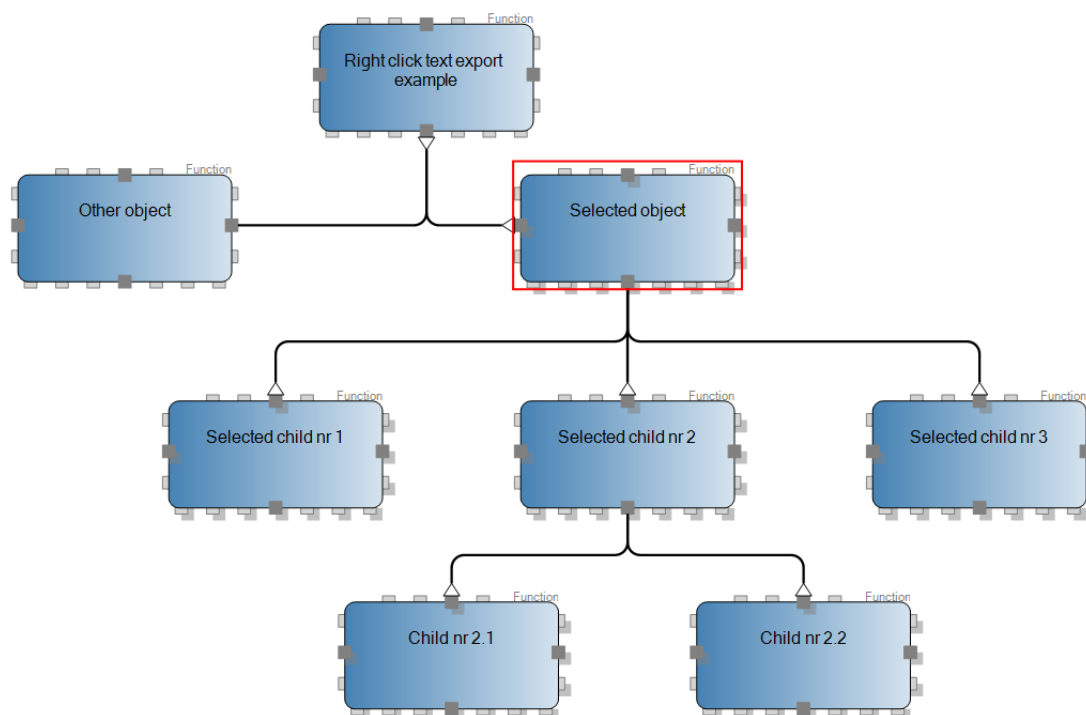 Function
Right click text export
example
Function
Other object
Function
Selected object
Function
Selected child nr 1
Function
Selected child nr 2
Function
Selected child nr 3
Function
Child nr 2.1
Function
Child nr 2.2